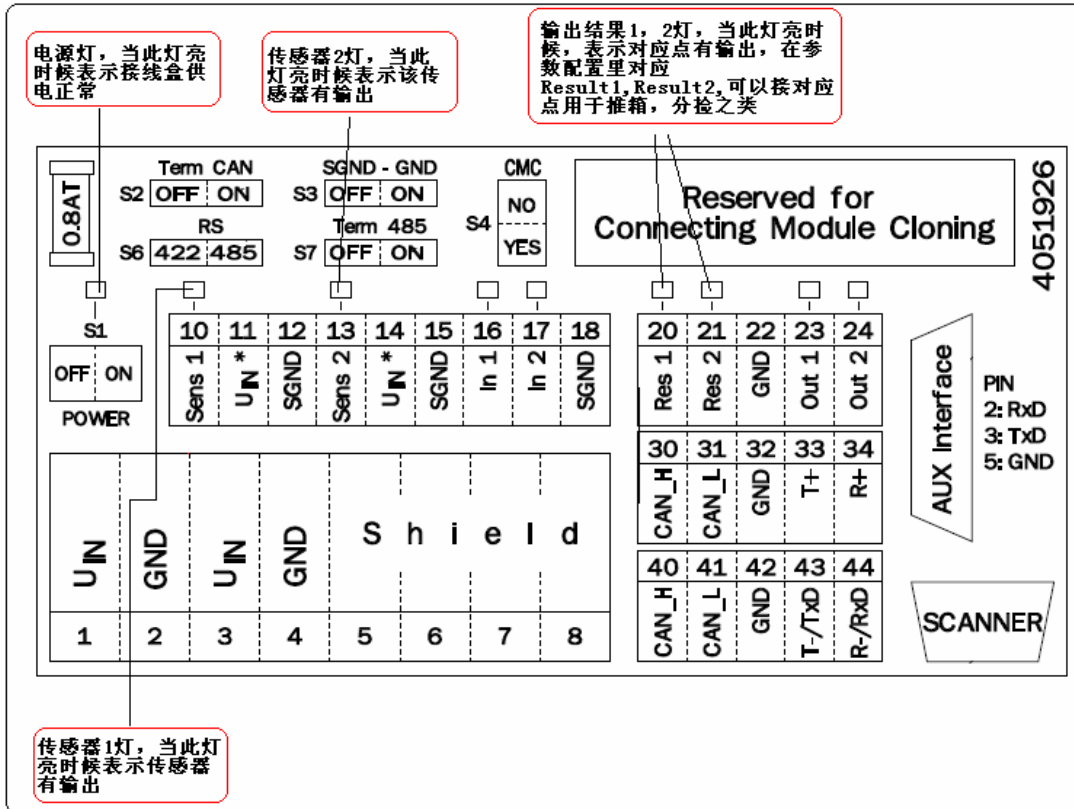 电源灯，当此灯亮
时候表示接线盒供
电正常
传感器2灯，当此
灯亮时候表示该传
感器有输出
输出结果1，2灯，当此灯亮时
候，表示对应点有输出，在参
数配置里对应
Result1,Result2,可以接对应
点用于推箱，分捡之类
0.8AT
Term CAN
S2 OFF ON
SGND - GND
S3 OFF ON
CMC
S4 NO
YES
RS
S6 422 485
Term 485
S7 OFF ON
Reserved for
Connecting Module Cloning
4051926
S1
OFF ON
POWER
10 11 12 13 14 15 16 17 18
Sens 1 UIN* SGND Sens 2 UIN* SGND In 1 In 2 SGND
20 21 22 23 24
Res 1 Res 2 GND Out 1 Out 2
30 31 32 33 34
CAN_H CAN_L GND T+ R+
40 41 42 43 44
CAN_H CAN_L GND T-/TxD R-/RxD
AUX Interface
PIN
2: RxD
3: TxD
5: GND
SCANNER
UIN GND UIN GND Shield
1 2 3 4 5 6 7 8
传感器1灯，当此灯
亮时候表示传感器
有输出